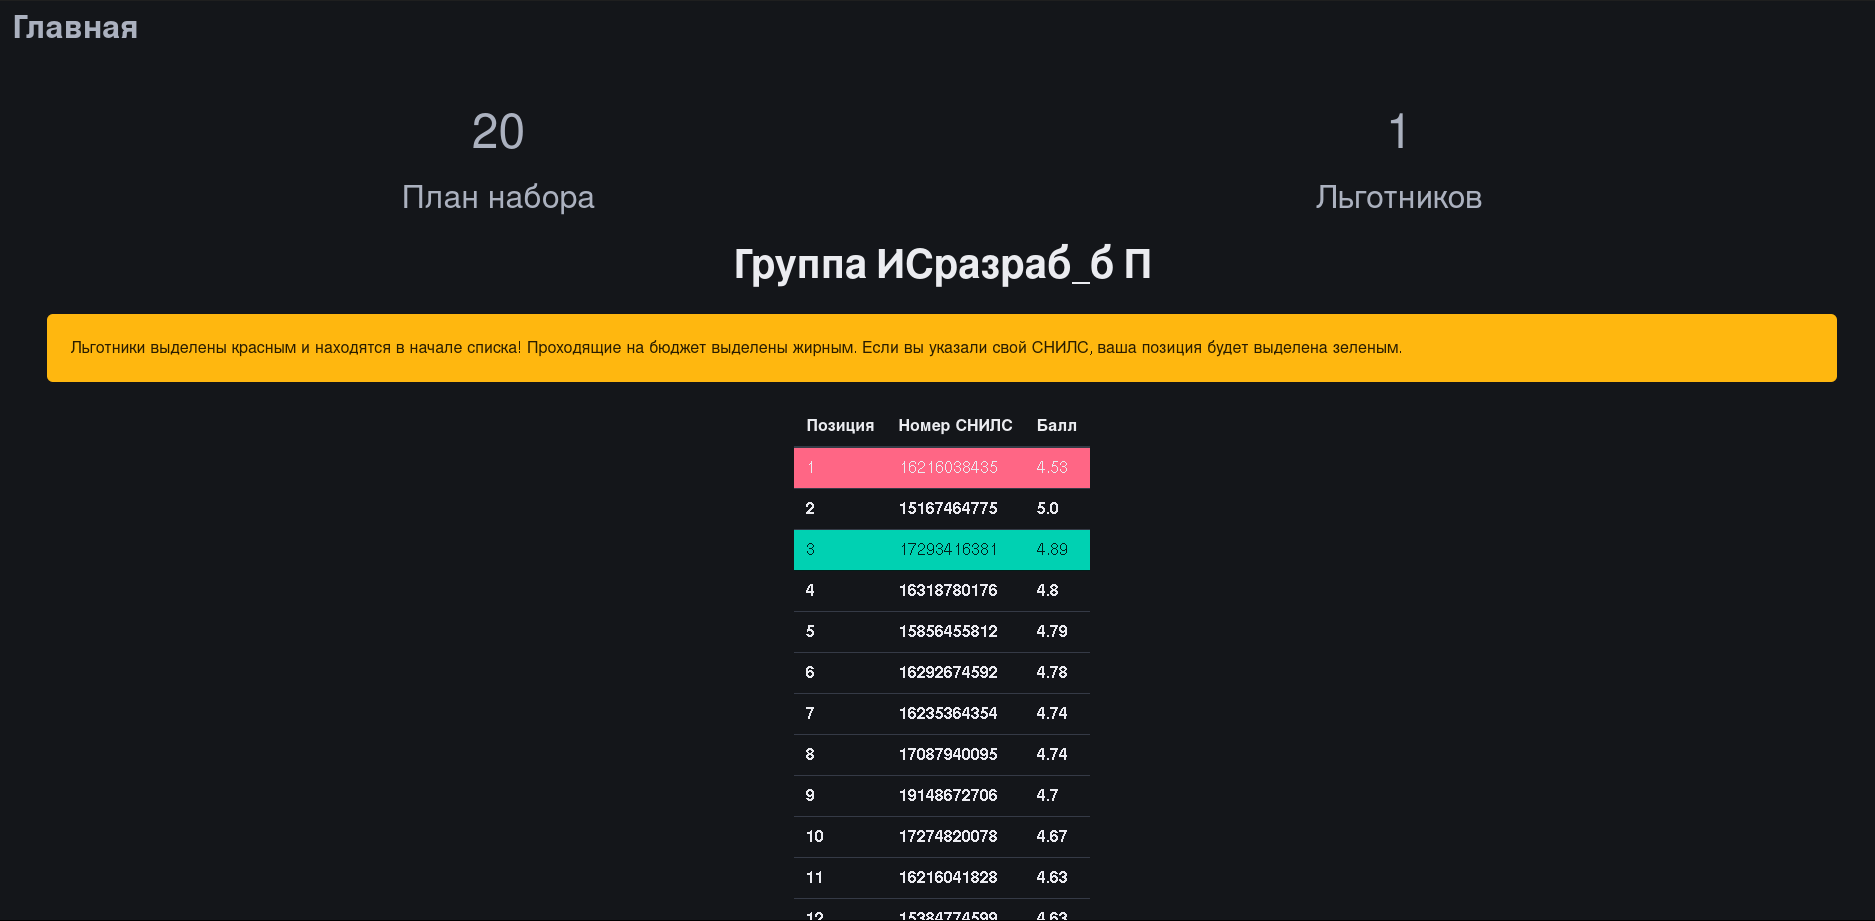 Главная
20 1
План набора Льготников
Группа ИСразраб_б П
Льготники выделены красным и находятся в начале списка! Проходящие на бюджет выделены жирным. Если вы указали свой СНИЛС, ваша позиция будет выделена зеленым.
Позиция Номер СНИЛС Балл
1 16216038435 4.53
2 15167464775 5.0
3 17293416381 4.89
4 16318780176 4.8
5 15856455812 4.79
6 16292674592 4.78
7 16235364354 4.74
8 17087940095 4.74
9 19148672706 4.7
10 17274820078 4.67
11 16216041828 4.63
12 15384774599 4.63